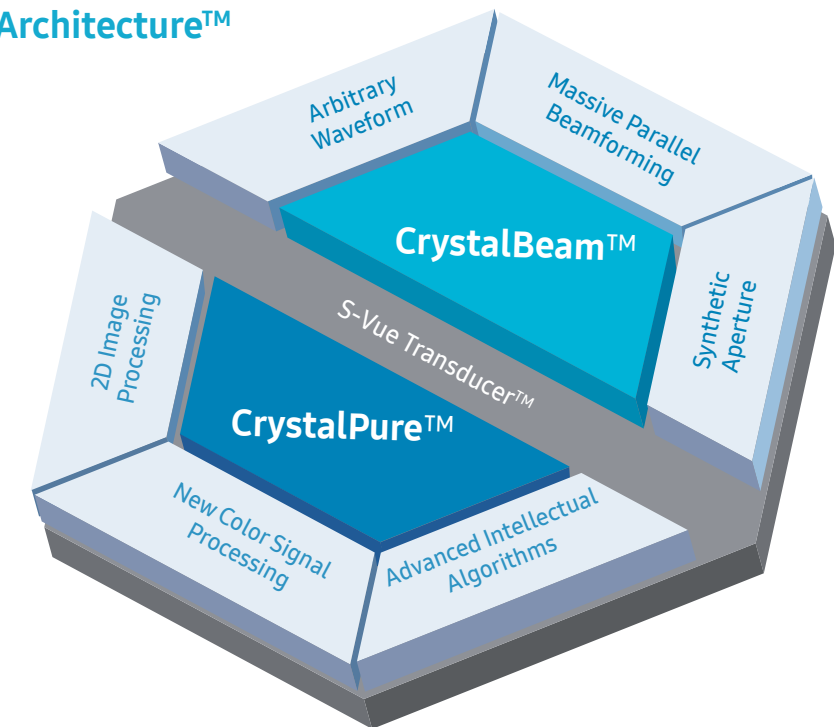 Architecture™
Arbitrary
Waveform
Massive Parallel
Beamforming
CrystalBeam™
Synthetic
Aperture
S-Vue Transducer™
2D Image
Processing
CrystalPure™
New Color Signal
Processing
Advanced Intellectual
Algorithms